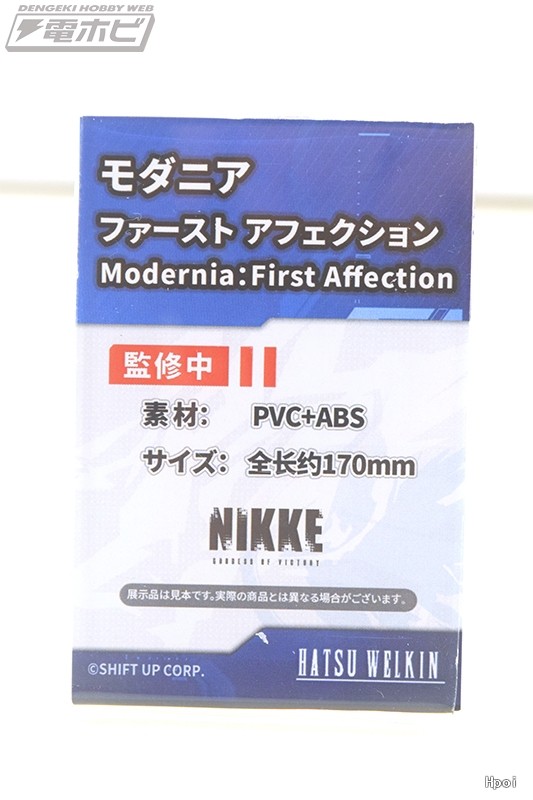 DENGEKI HOBBY WEB
電ホビ
モダニア
ファースト アフェクション
Modernia:First Affection
監修中
素材: PVC+ABS
サイズ: 全长约170mm
NIKKE
GODDESS OF VICTORY
展示品は見本です。実際の商品とは異なる場合がございます。
©SHIFT UP CORP.
HATSU WELKIN
Hpoi